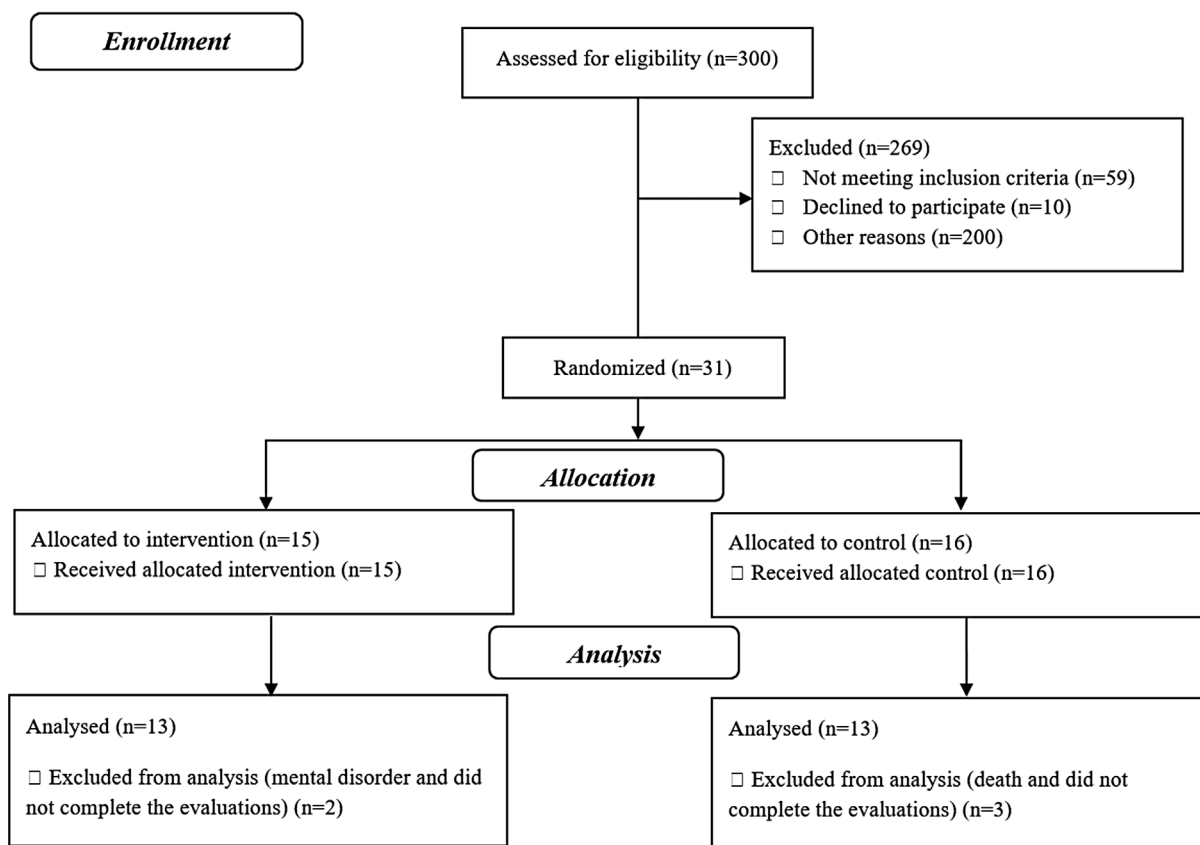 Enrollment
Assessed for eligibility (n=300)
Excluded (n=269)
□ Not meeting inclusion criteria (n=59)
□ Declined to participate (n=10)
□ Other reasons (n=200)
Randomized (n=31)
Allocation
Allocated to intervention (n=15)
□ Received allocated intervention (n=15)
Allocated to control (n=16)
□ Received allocated control (n=16)
Analysis
Analysed (n=13)
□ Excluded from analysis (mental disorder and did
not complete the evaluations) (n=2)
Analysed (n=13)
□ Excluded from analysis (death and did not
complete the evaluations) (n=3)